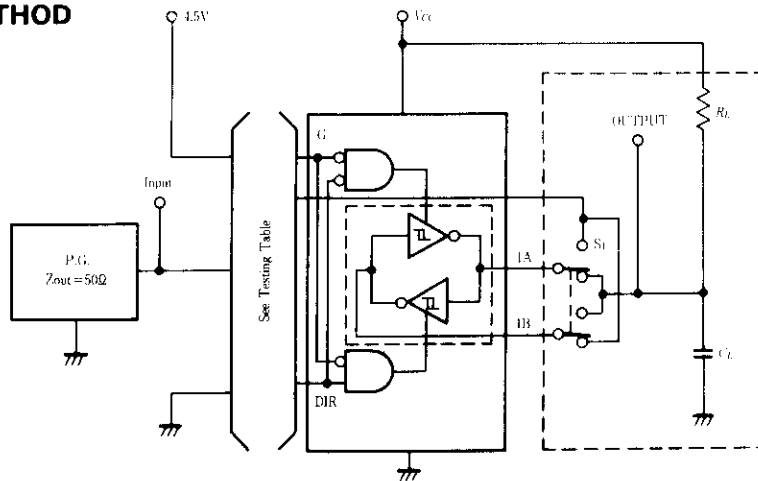 THOD
4.5V
Vcc
G
RL
OUTPUT
Input
P.G.
Zout=50Ω
See Testing Table
S1
1A
1B
DIR
CL